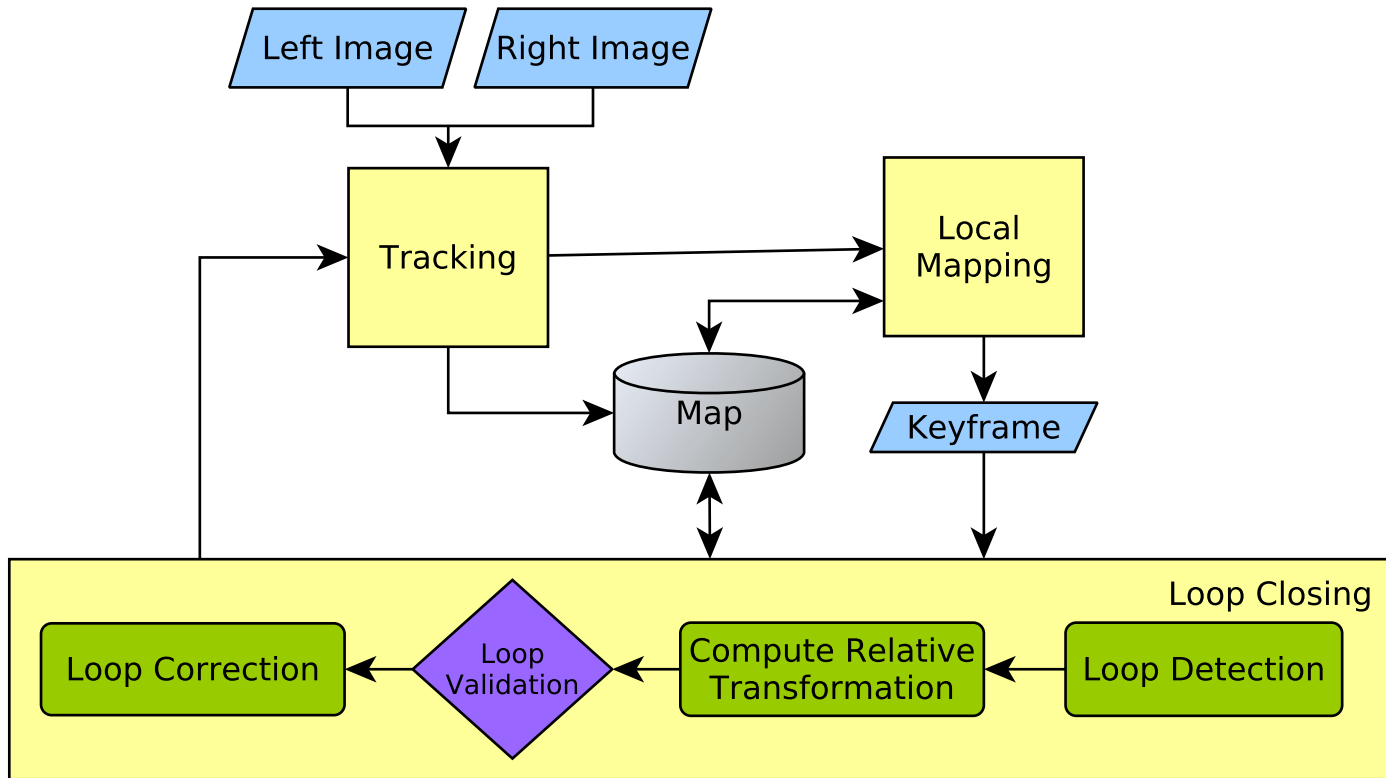 Left Image
Right Image
Tracking
Local
Mapping
Map
Keyframe
Loop Closing
Loop Correction
Loop
Validation
Compute Relative
Transformation
Loop Detection